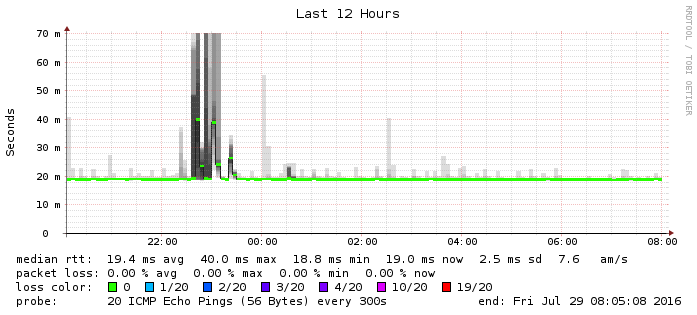 Last 12 Hours
RRDTOOL / TOBI OETIKER
Seconds
70 m
60 m
50 m
40 m
30 m
20 m
10 m
0
22:00 00:00 02:00 04:00 06:00 08:00
median rtt: 19.4 ms avg 40.0 ms max 18.8 ms min 19.0 ms now 2.5 ms sd 7.6 am/s
packet loss: 0.00 % avg 0.00 % max 0.00 % min 0.00 % now
loss color: 0 1/20 2/20 3/20 4/20 10/20 19/20
probe: 20 ICMP Echo Pings (56 Bytes) every 300s end: Fri Jul 29 08:05:08 2016